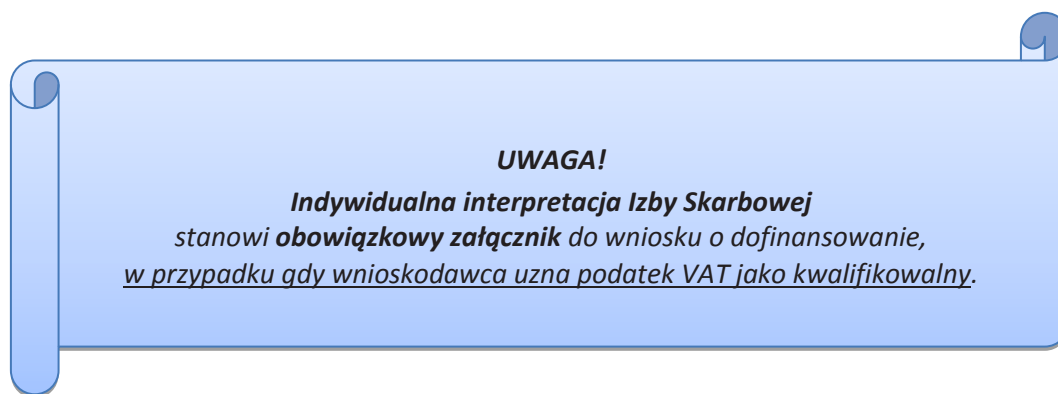 UWAGA!
Indywidualna interpretacja Izby Skarbowej
stanowi obowiązkowy załącznik do wniosku o dofinansowanie,
w przypadku gdy wnioskodawca uzna podatek VAT jako kwalifikowalny.